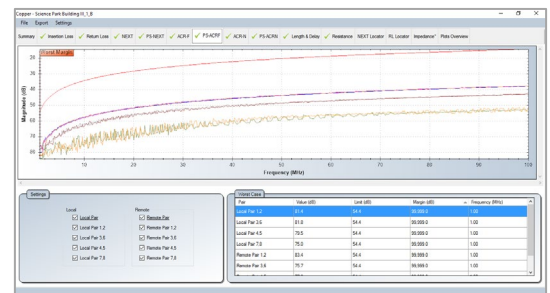 Copper - Science Park Building III_1_B
File Export Settings
Summary Insertion Loss Return Loss NEXT PS-NEXT ACR-F PS-ACRF ACR-N PS-ACRN Length & Delay Resistance NEXT Locator RL Locator Impedance* Plots Overview
Worst Margin
20
30
40
50
60
70
80
Magnitude (dB)
10 20 30 40 50 60 70 80 90 100
Frequency (MHz)
Settings
Local Remote
Local Pair Remote Pair
Local Pair 1.2 Remote Pair 1.2
Local Pair 3.6 Remote Pair 3.6
Local Pair 4.5 Remote Pair 4.5
Local Pair 7.8 Remote Pair 7.8
Worst Case
Pair Value (dB) Limit (dB) Margin (dB) Frequency (MHz)
Local Pair 1.2 81.4 54.4 99,999.0 1.00
Local Pair 3.6 81.0 54.4 99,999.0 1.00
Local Pair 4.5 79.5 54.4 99,999.0 1.00
Local Pair 7.8 75.0 54.4 99,999.0 1.00
Remote Pair 1.2 83.4 54.4 99,999.0 1.00
Remote Pair 3.6 75.7 54.4 99,999.0 1.00